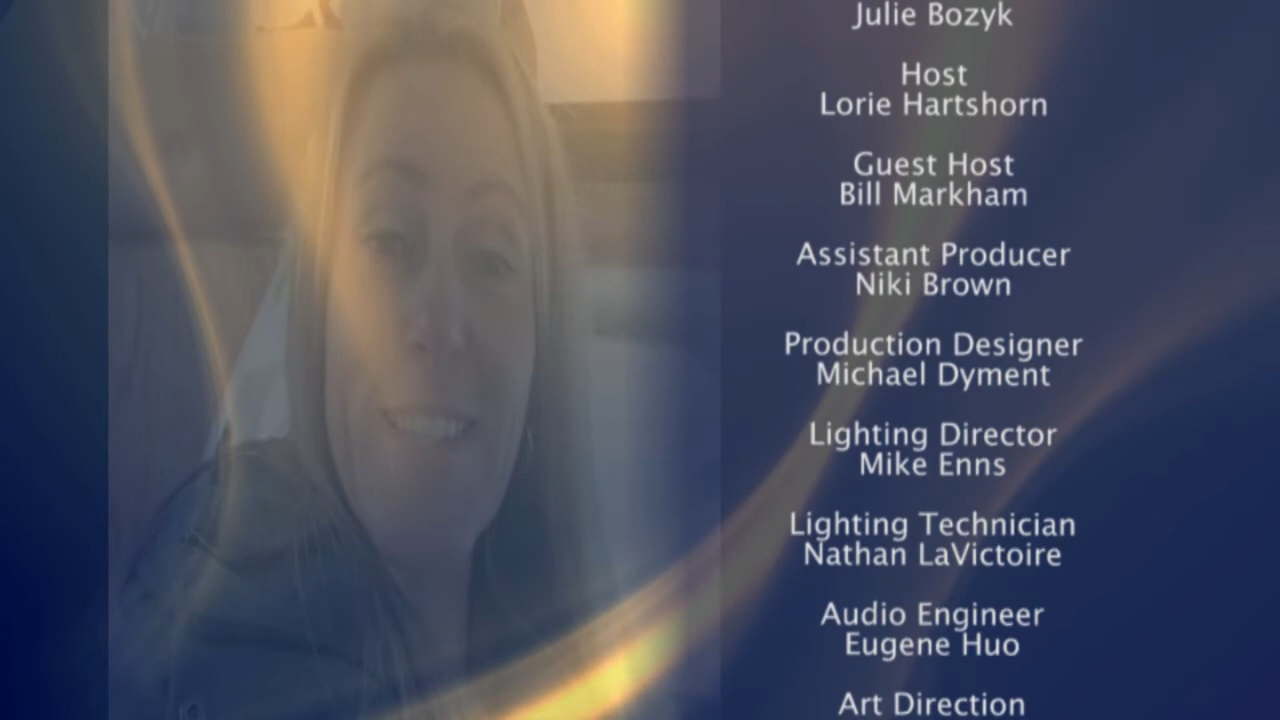 Julie Bozyk
Host
Lorie Hartshorn
Guest Host
Bill Markham
Assistant Producer
Niki Brown
Production Designer
Michael Dyment
Lighting Director
Mike Enns
Lighting Technician
Nathan LaVictoire
Audio Engineer
Eugene Huo
Art Direction